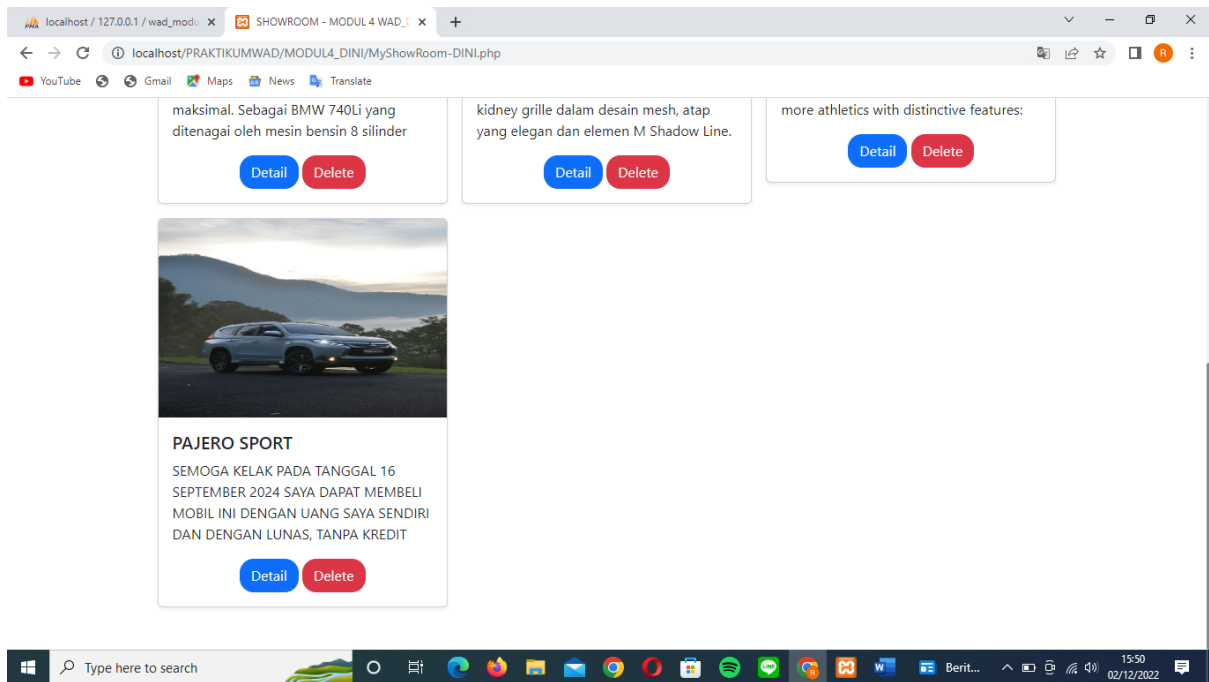 localhost / 127.0.0.1 / wad_modu
SHOWROOM - MODUL 4 WAD_
localhost/PRAKTIKUMWAD/MODUL4_DINI/MyShowRoom-DINI.php
R
YouTube Gmail Maps News Translate
maksimal. Sebagai BMW 740Li yang
ditenagai oleh mesin bensin 8 silinder
Detail Delete
kidney grille dalam desain mesh, atap
yang elegan dan elemen M Shadow Line.
Detail Delete
more athletics with distinctive features:
Detail Delete
PAJERO SPORT
SEMOGA KELAK PADA TANGGAL 16
SEPTEMBER 2024 SAYA DAPAT MEMBELI
MOBIL INI DENGAN UANG SAYA SENDIRI
DAN DENGAN LUNAS, TANPA KREDIT
Detail Delete
Type here to search
Berit...
15:50
02/12/2022